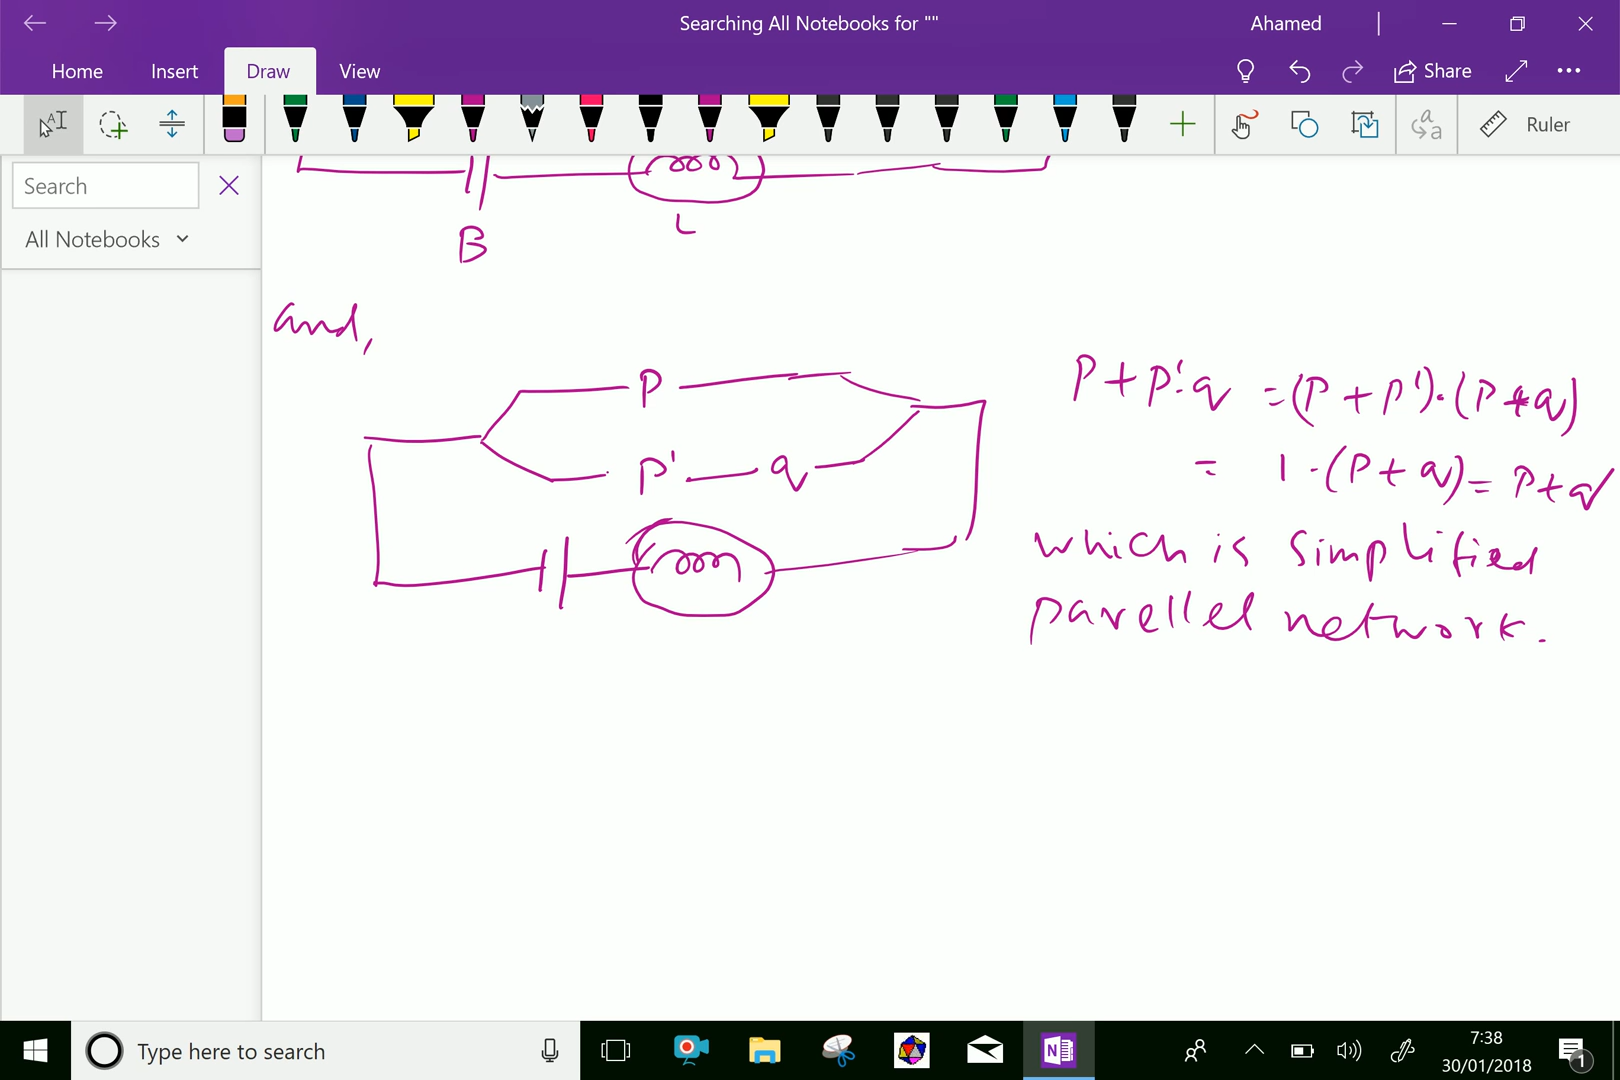 Searching All Notebooks for ""
Ahamed
Home Insert Draw View
Share
Ruler
Search
All Notebooks
B
L
and,
P
P' q
P + P'.q = (P + P').(P+q)
= 1.(P+q) = P+q
which is simplified
parellel network.
Type here to search
7:38
30/01/2018
1